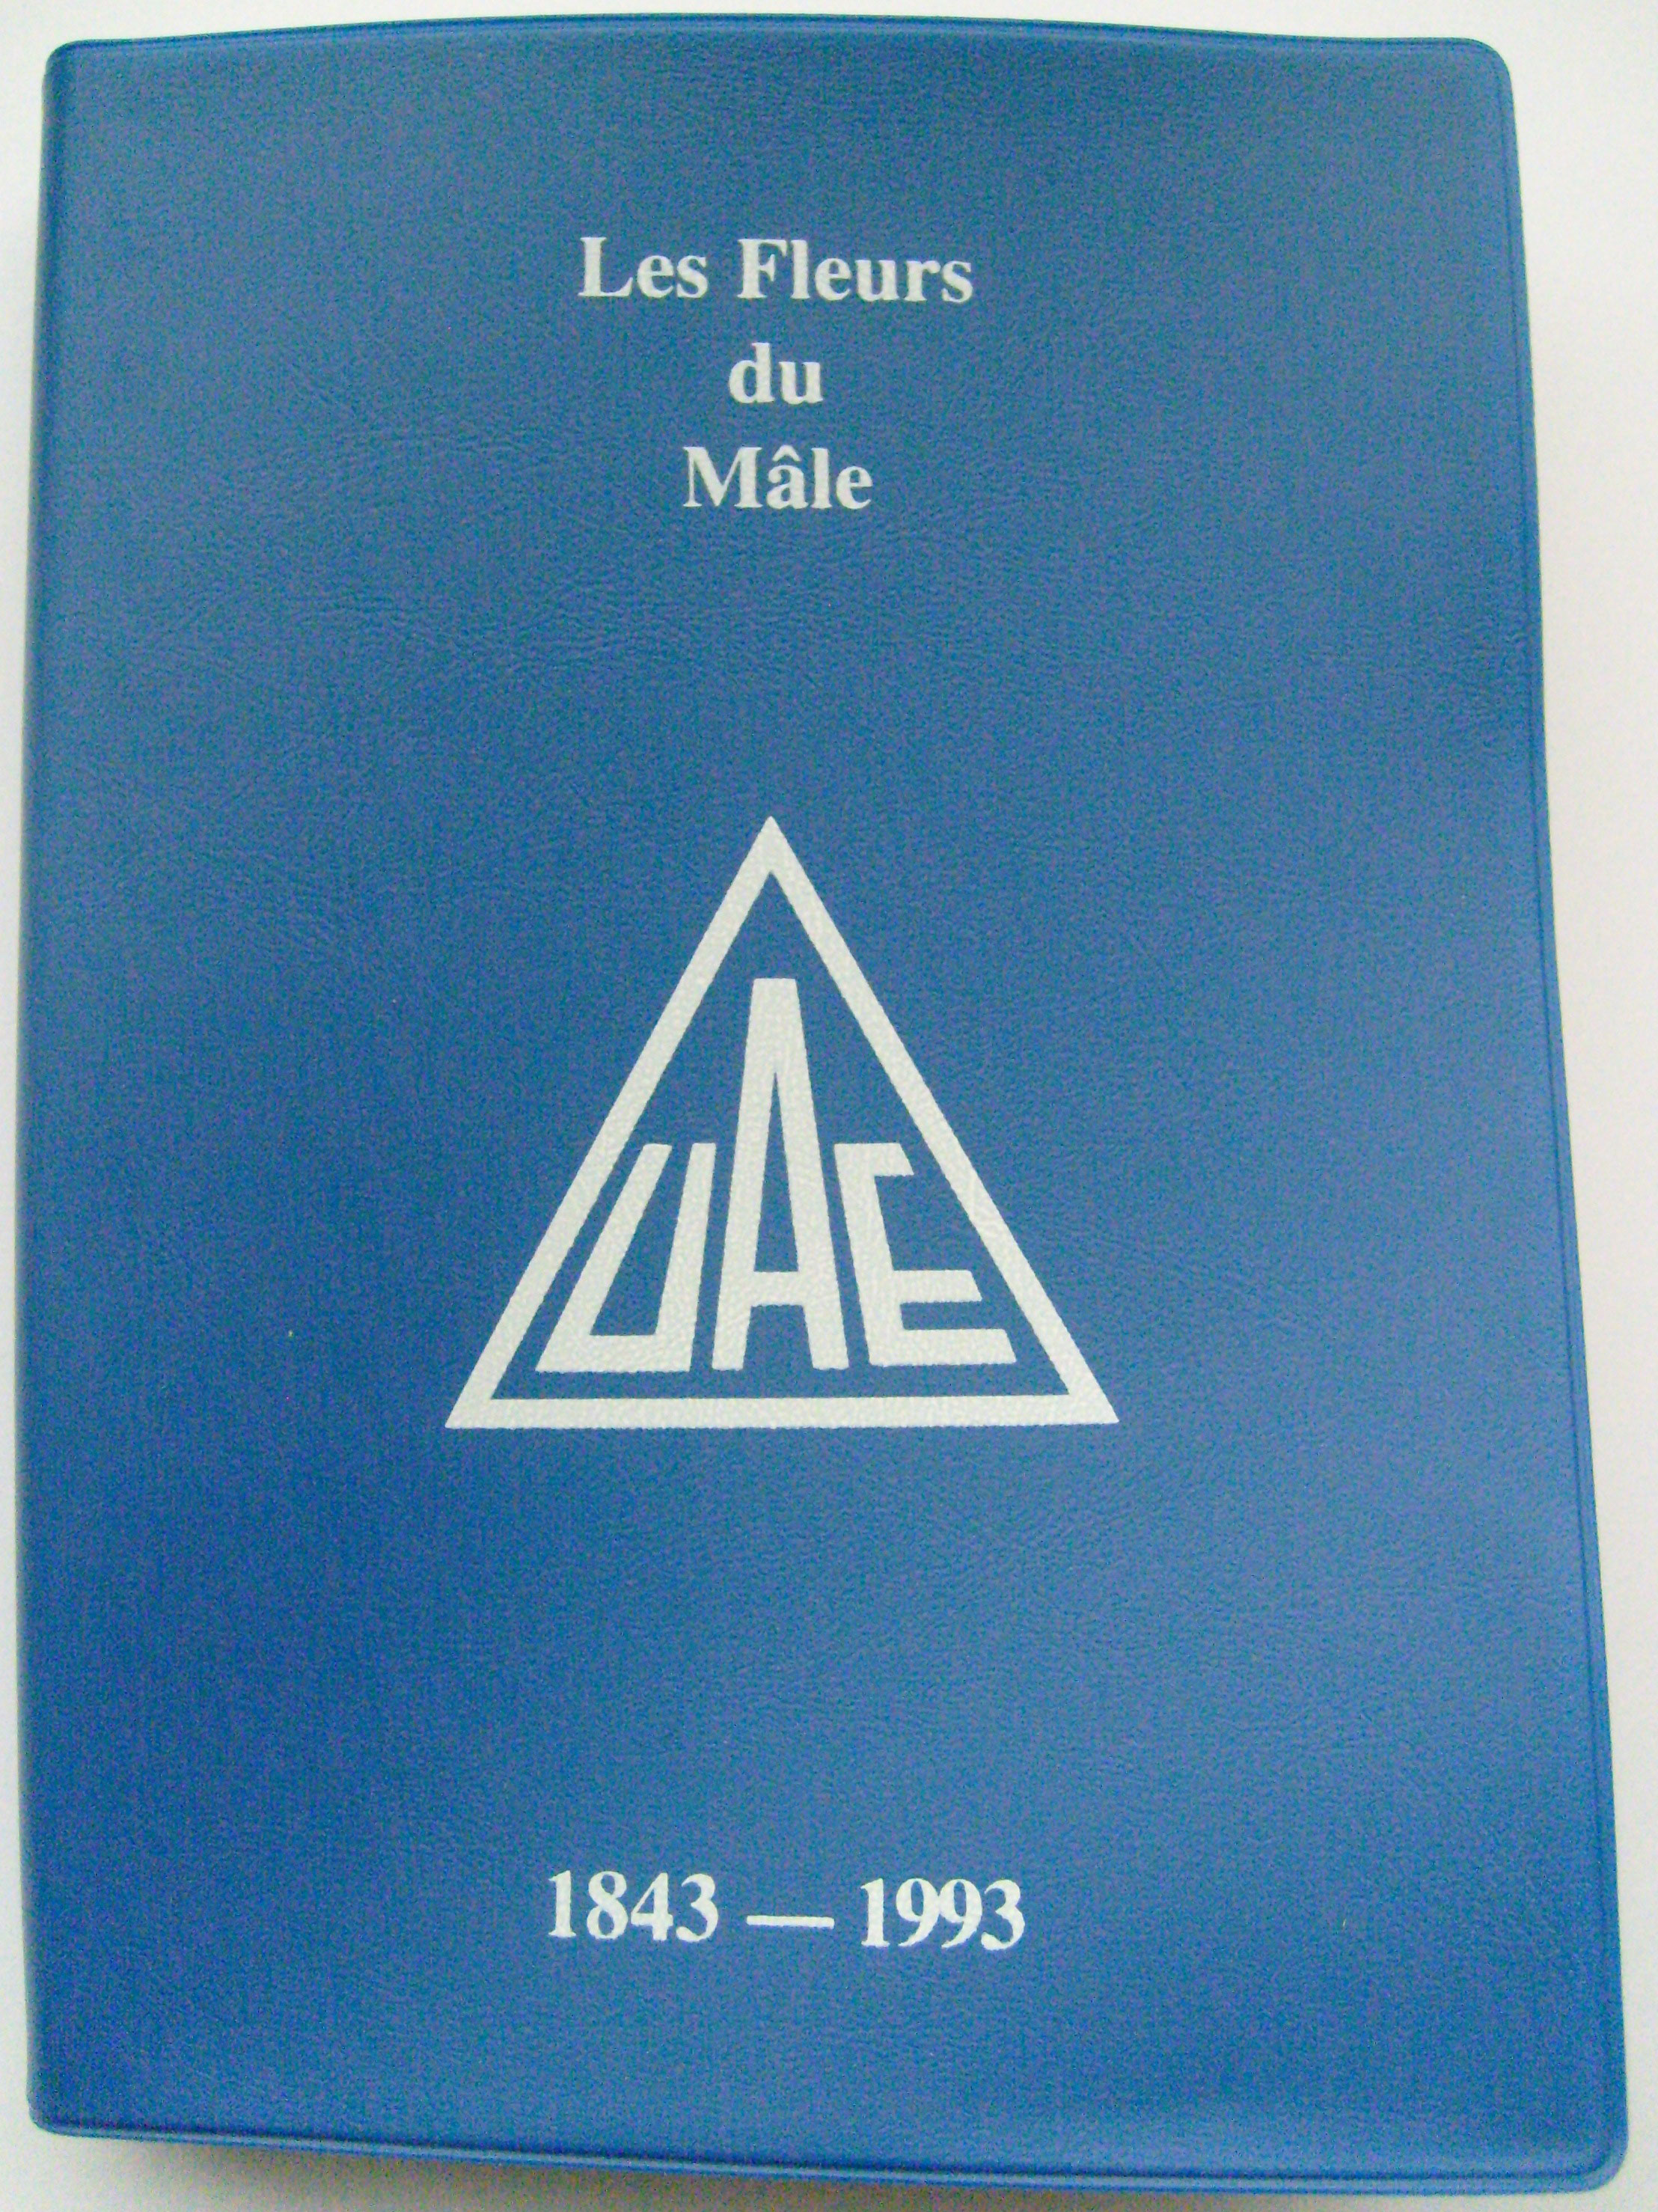 Les Fleurs
du
Mâle
UAE
1843 — 1993